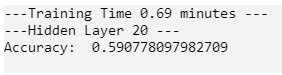 ---Training Time 0.69 minutes ---
---Hidden Layer 20 ---
Accuracy:  0.590778097982709